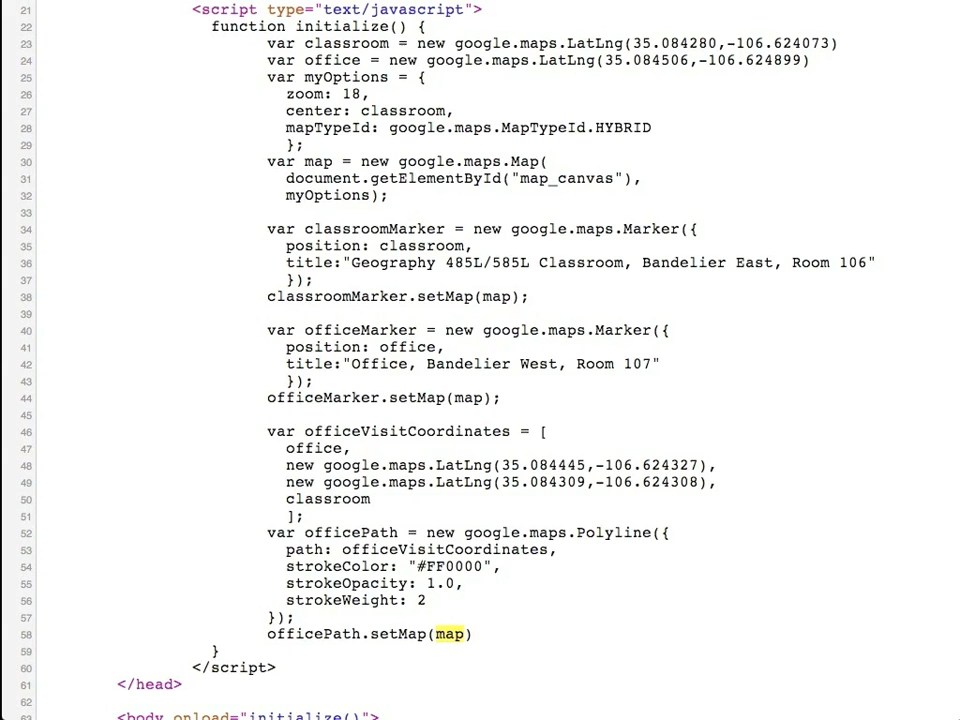 21 <script type="text/javascript">
22 function initialize() {
23 var classroom = new google.maps.LatLng(35.084280,-106.624073)
24 var office = new google.maps.LatLng(35.084506,-106.624899)
25 var myOptions = {
26 zoom: 18,
27 center: classroom,
28 mapTypeId: google.maps.MapTypeId.HYBRID
29 };
30 var map = new google.maps.Map(
31 document.getElementById("map_canvas"),
32 myOptions);
33
34 var classroomMarker = new google.maps.Marker({
35 position: classroom,
36 title:"Geography 485L/585L Classroom, Bandelier East, Room 106"
37 });
38 classroomMarker.setMap(map);
39
40 var officeMarker = new google.maps.Marker({
41 position: office,
42 title:"Office, Bandelier West, Room 107"
43 });
44 officeMarker.setMap(map);
45
46 var officeVisitCoordinates = [
47 office,
48 new google.maps.LatLng(35.084445,-106.624327),
49 new google.maps.LatLng(35.084309,-106.624308),
50 classroom
51 ];
52 var officePath = new google.maps.Polyline({
53 path: officeVisitCoordinates,
54 strokeColor: "#FF0000",
55 strokeOpacity: 1.0,
56 strokeWeight: 2
57 });
58 officePath.setMap(map)
59 }
60 </script>
61 </head>
62
63 <body onload="initialize()">